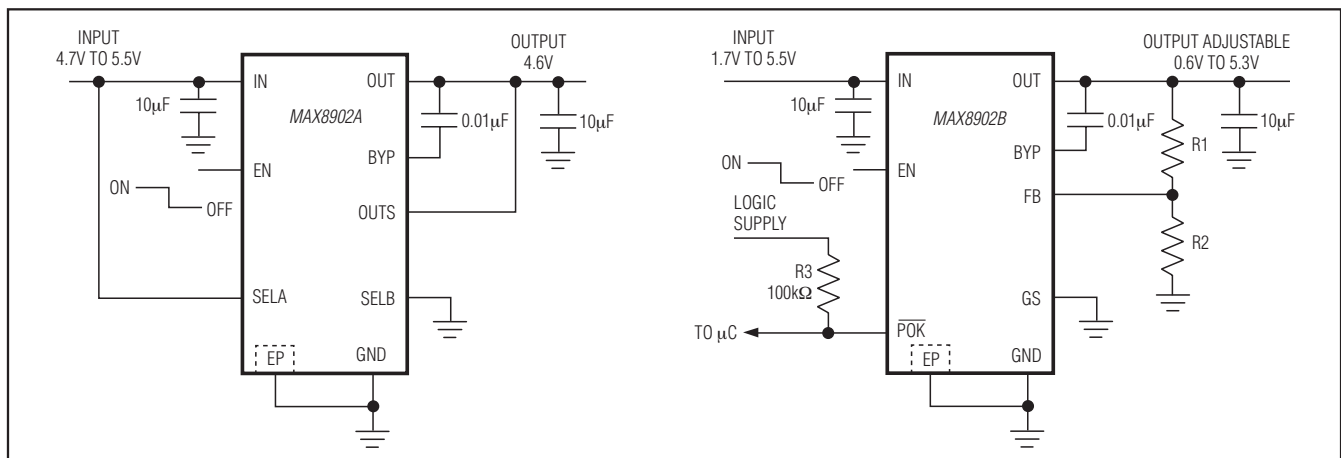 INPUT
4.7V TO 5.5V
OUTPUT
4.6V
IN
OUT
10µF
MAX8902A
0.01µF
10µF
BYP
EN
ON
OFF
OUTS
SELA
SELB
EP
GND
INPUT
1.7V TO 5.5V
OUTPUT ADJUSTABLE
0.6V TO 5.3V
IN
OUT
10µF
MAX8902B
0.01µF
10µF
R1
BYP
ON
OFF
EN
FB
LOGIC
SUPPLY
R2
R3
100kΩ
GS
TO µC
POK
EP
GND